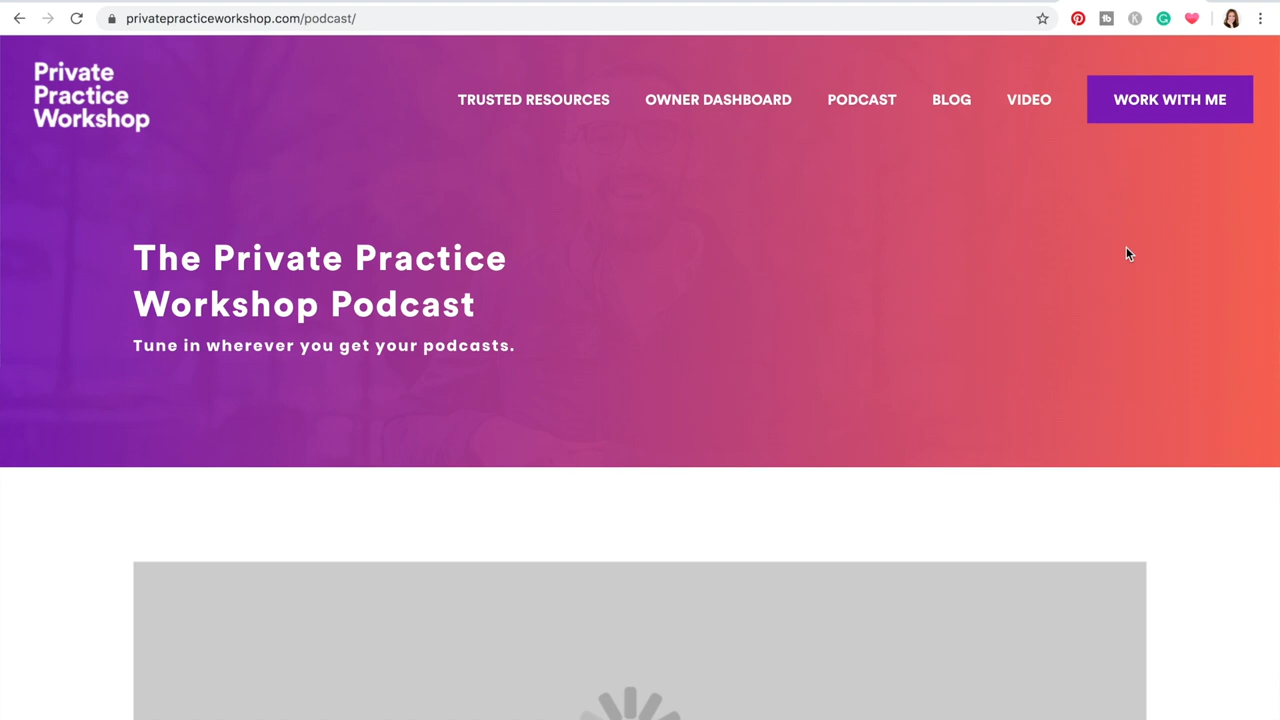 privatepracticeworkshop.com/podcast/
Private
Practice
Workshop
TRUSTED RESOURCES
OWNER DASHBOARD
PODCAST
BLOG
VIDEO
WORK WITH ME
The Private Practice
Workshop Podcast
Tune in wherever you get your podcasts.